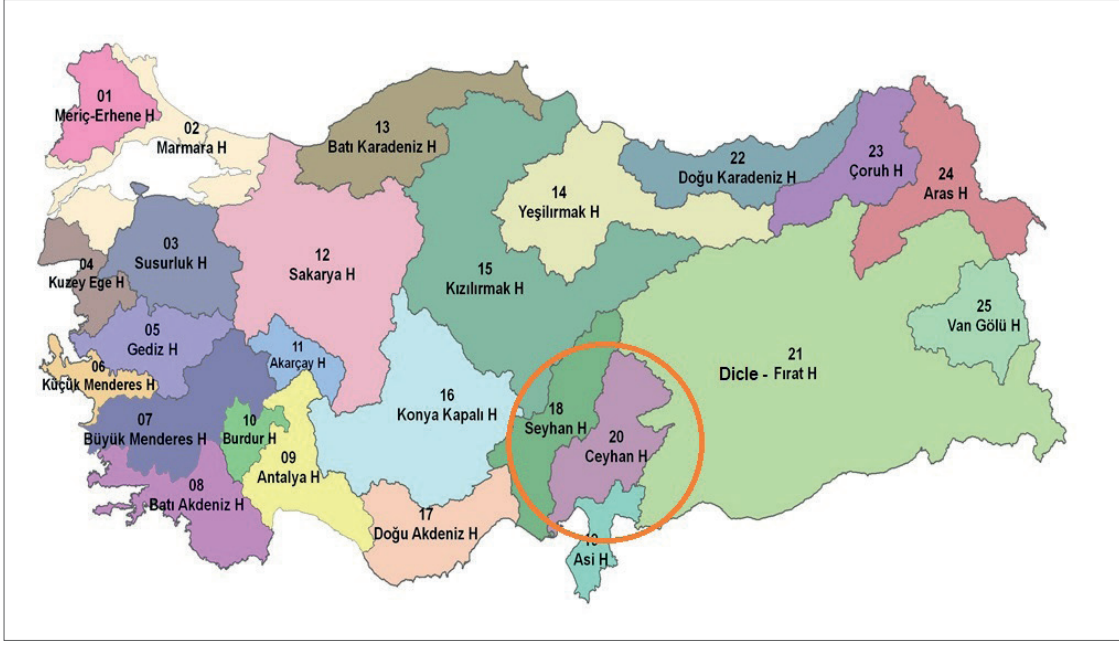 01
Meriç-Erhene H
02
Marmara H
03
Susurluk H
04
Kuzey Ege H
05
Gediz H
06
Küçük Menderes H
07
Büyük Menderes H
08
Batı Akdeniz H
09
Antalya H
10
Burdur H
11
Akarçay H
12
Sakarya H
13
Batı Karadeniz H
14
Yeşilırmak H
15
Kızılırmak H
16
Konya Kapalı H
17
Doğu Akdeniz H
18
Seyhan H
19
Asi H
20
Ceyhan H
21
Dicle - Fırat H
22
Doğu Karadeniz H
23
Çoruh H
24
Aras H
25
Van Gölü H